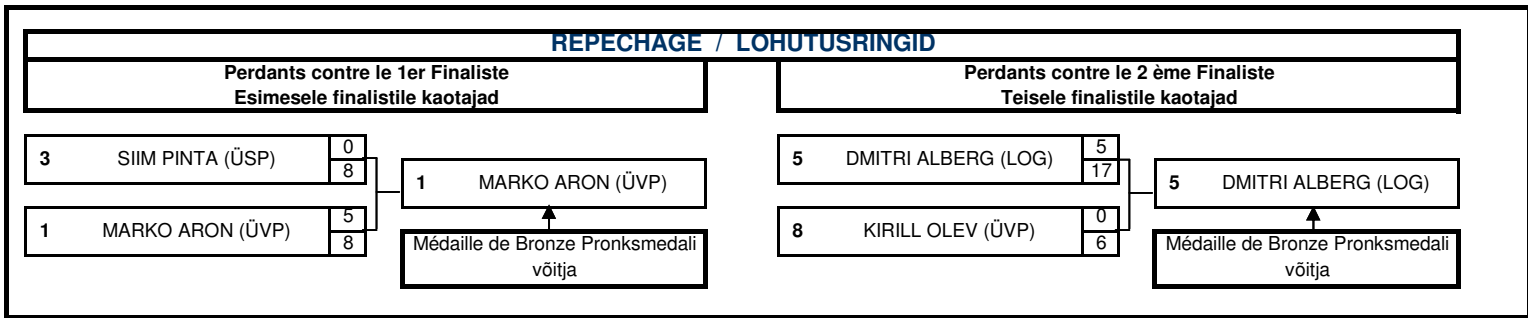 REPECHAGE / LOHUTUSRINGID
Perdants contre le 1er Finaliste
Esimesele finalistile kaotajad
Perdants contre le 2 ème Finaliste
Teisele finalistile kaotajad
3 SIIM PINTA (ÜSP) 0
8
1 MARKO ARON (ÜVP)
1 MARKO ARON (ÜVP) 5
8
Médaille de Bronze Pronksmedali
võitja
5 DMITRI ALBERG (LOG) 5
17
5 DMITRI ALBERG (LOG)
8 KIRILL OLEV (ÜVP) 0
6
Médaille de Bronze Pronksmedali
võitja